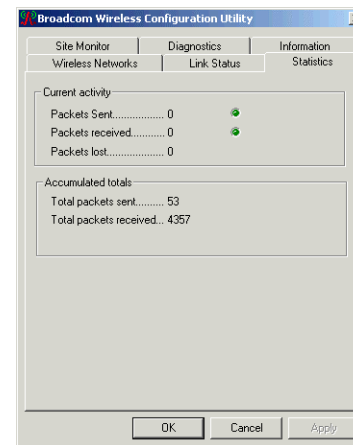 Broadcom Wireless Configuration Utility
Site Monitor Diagnostics Information
Wireless Networks Link Status Statistics
Current activity
Packets Sent.................. 0
Packets received........... 0
Packets lost................... 0
Accumulated totals
Total packets sent.......... 53
Total packets received... 4357
OK Cancel Apply